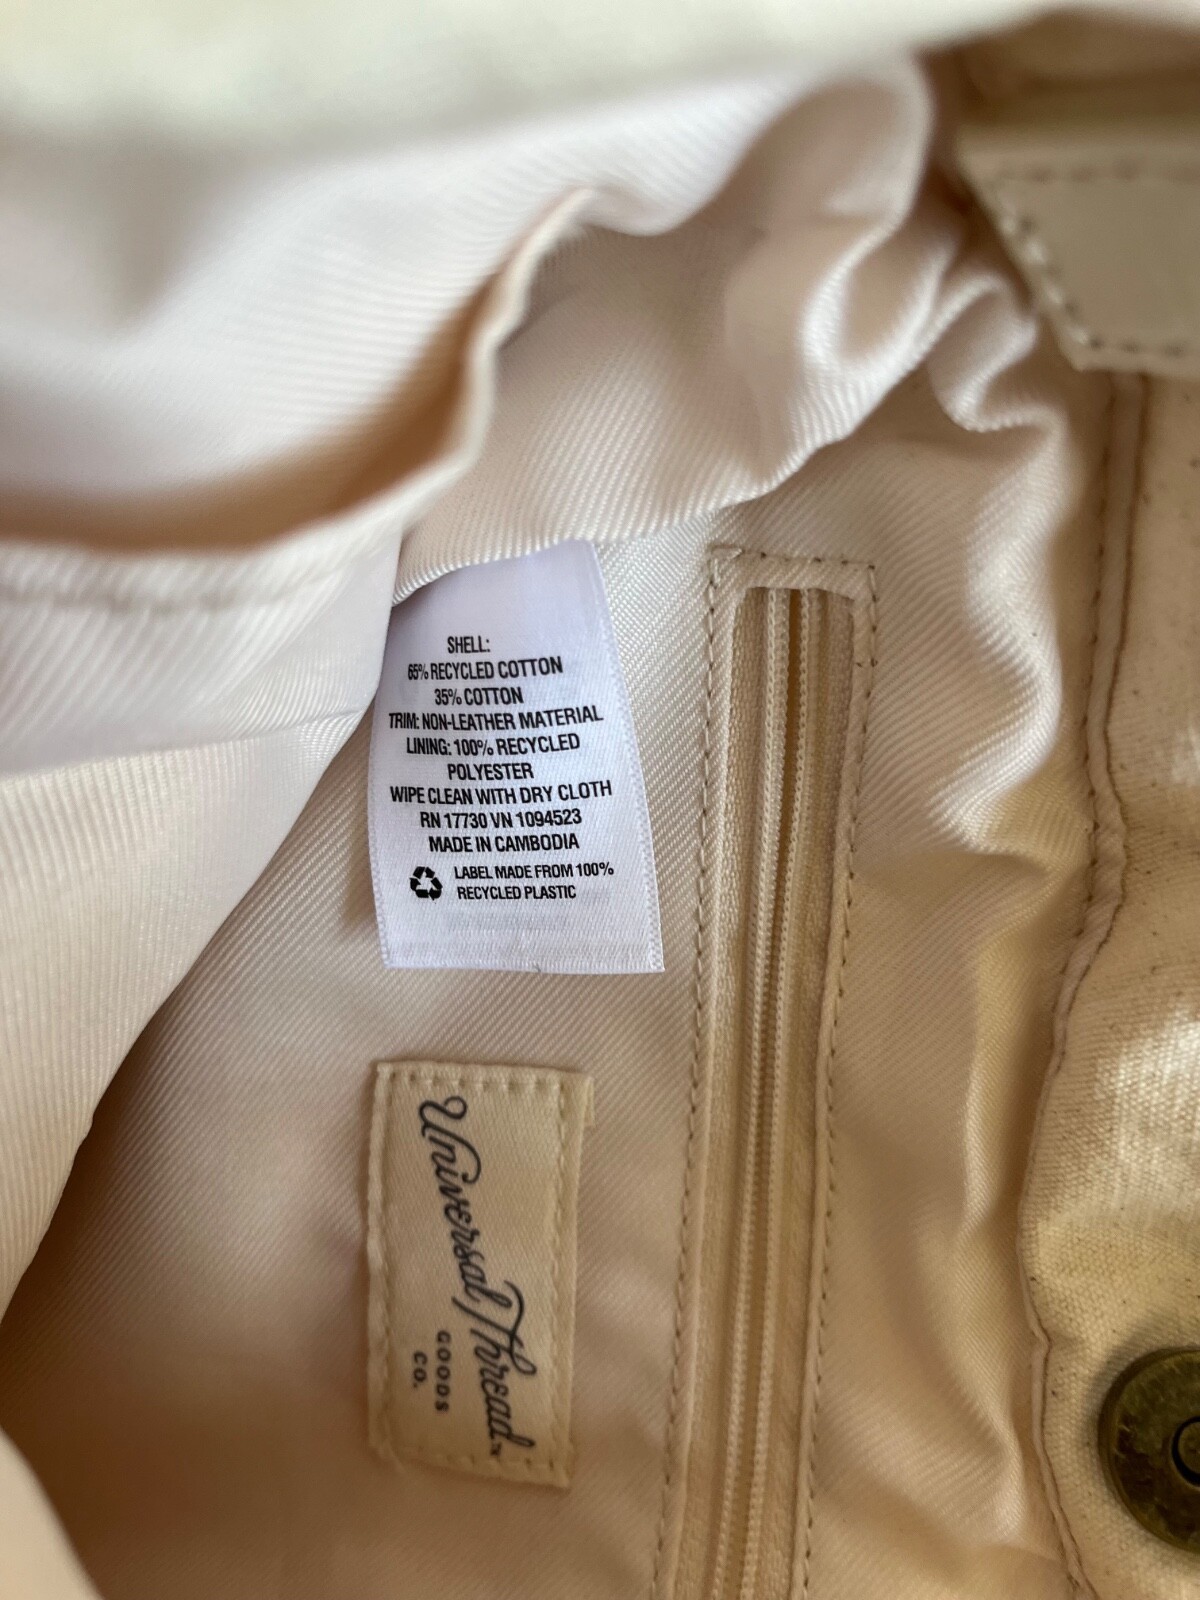 SHELL:
65% RECYCLED COTTON
35% COTTON
TRIM: NON-LEATHER MATERIAL
LINING: 100% RECYCLED
POLYESTER
WIPE CLEAN WITH DRY CLOTH
RN 17730 VN 1094523
MADE IN CAMBODIA
LABEL MADE FROM 100%
RECYCLED PLASTIC
Universal Thread™
GOODS
CO.